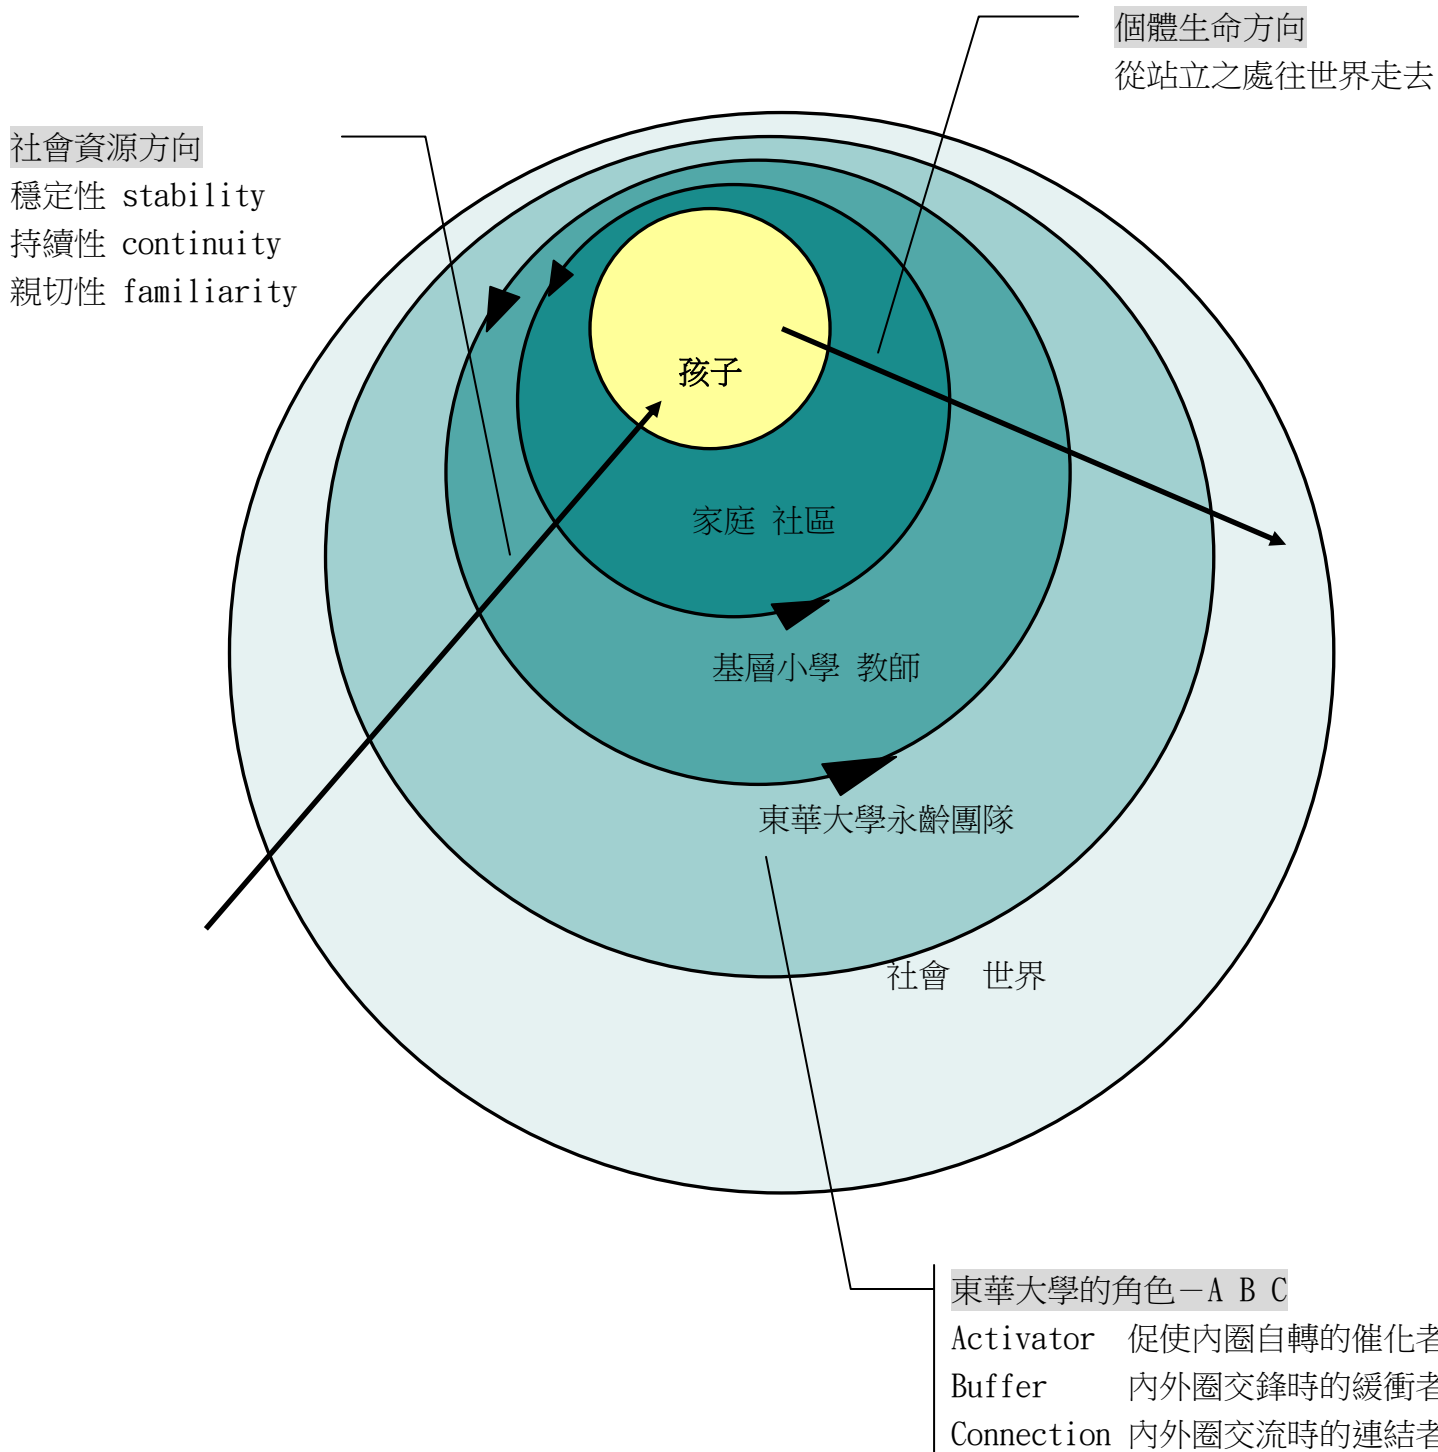 個體生命方向
從站立之處往世界走去
社會資源方向
穩定性 stability
持續性 continuity
親切性 familiarity
孩子
家庭 社區
基層小學 教師
東華大學永齡團隊
社會 世界
東華大學的角色－A B C
Activator 促使內圈自轉的催化者
Buffer 內外圈交鋒時的緩衝者
Connection 內外圈交流時的連結者